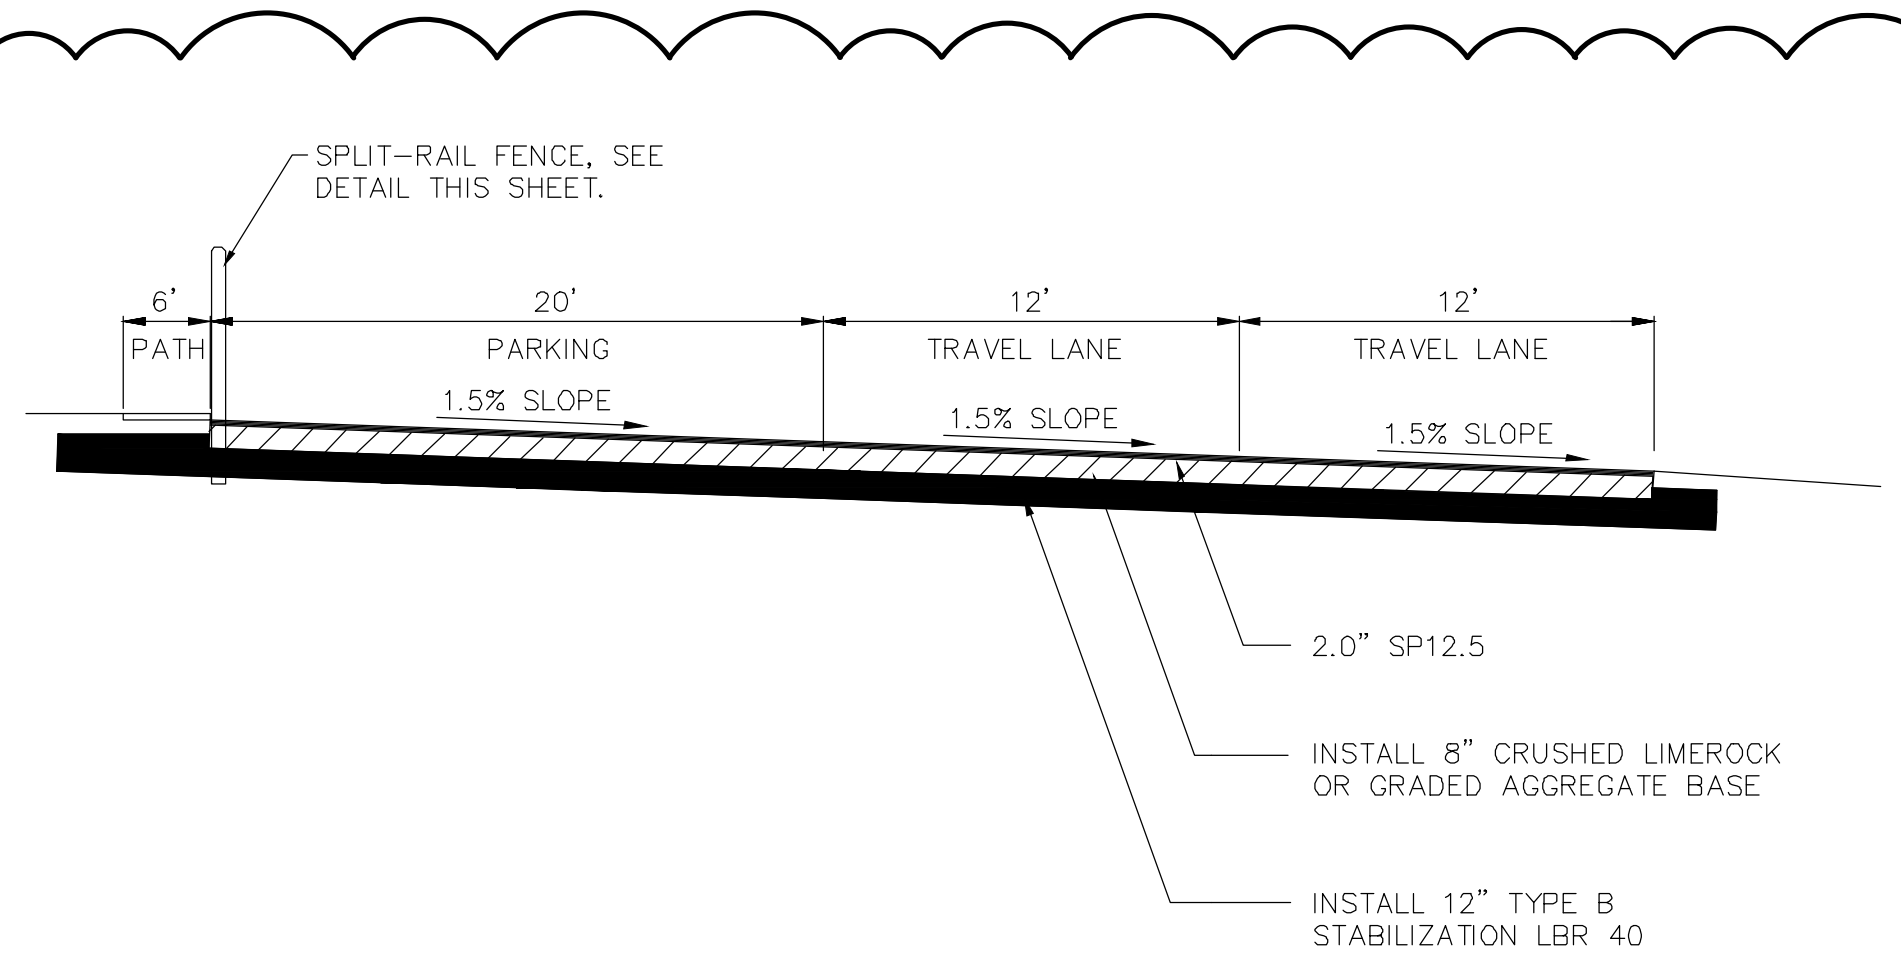 SPLIT-RAIL FENCE, SEE
DETAIL THIS SHEET.
6' 20' 12' 12'
PATH PARKING TRAVEL LANE TRAVEL LANE
1.5% SLOPE
1.5% SLOPE
1.5% SLOPE
2.0" SP12.5
INSTALL 8" CRUSHED LIMEROCK
OR GRADED AGGREGATE BASE
INSTALL 12" TYPE B
STABILIZATION LBR 40